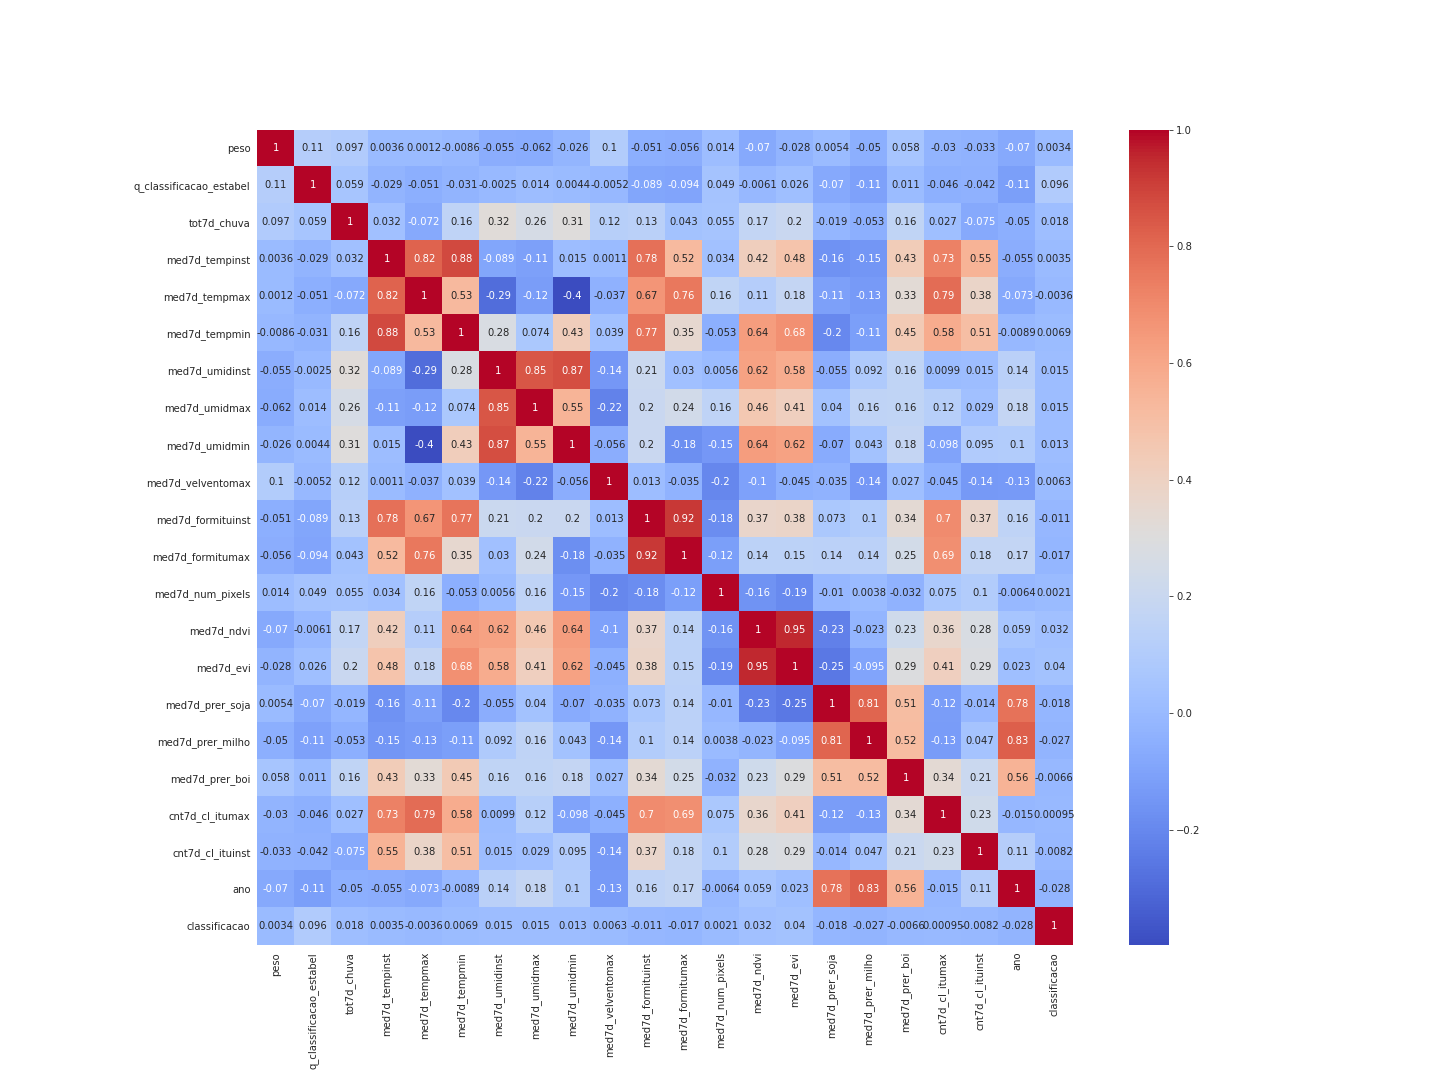 peso 1 0.11 0.097 0.0036 0.0012 -0.0086 -0.055 -0.062 -0.026 0.1 -0.051 -0.056 0.014 -0.07 -0.028 0.0054 -0.05 0.058 -0.03 -0.033 -0.07 0.0034
q_classificacao_estabel 0.11 1 0.059 -0.029 -0.051 -0.031 -0.0025 0.014 0.0044 -0.0052 -0.089 -0.094 0.049 -0.0061 0.026 -0.07 -0.11 0.011 -0.046 -0.042 -0.11 0.096
tot7d_chuva 0.097 0.059 1 0.032 -0.072 0.16 0.32 0.26 0.31 0.12 0.13 0.043 0.055 0.17 0.2 -0.019 -0.053 0.16 0.027 -0.075 -0.05 0.018
med7d_tempinst 0.0036 -0.029 0.032 1 0.82 0.88 -0.089 -0.11 0.015 0.0011 0.78 0.52 0.034 0.42 0.48 -0.16 -0.15 0.43 0.73 0.55 -0.055 0.0035
med7d_tempmax 0.0012 -0.051 -0.072 0.82 1 0.53 -0.29 -0.12 -0.4 -0.037 0.67 0.76 0.16 0.11 0.18 -0.11 -0.13 0.33 0.79 0.38 -0.073 -0.0036
med7d_tempmin -0.0086 -0.031 0.16 0.88 0.53 1 0.28 0.074 0.43 0.039 0.77 0.35 -0.053 0.64 0.68 -0.2 -0.11 0.45 0.58 0.51 -0.0089 0.0069
med7d_umidinst -0.055 -0.0025 0.32 -0.089 -0.29 0.28 1 0.85 0.87 -0.14 0.21 0.03 0.0056 0.62 0.58 -0.055 0.092 0.16 0.0099 0.015 0.14 0.015
med7d_umidmax -0.062 0.014 0.26 -0.11 -0.12 0.074 0.85 1 0.55 -0.22 0.2 0.24 0.16 0.46 0.41 0.04 0.16 0.16 0.12 0.029 0.18 0.015
med7d_umidmin -0.026 0.0044 0.31 0.015 -0.4 0.43 0.87 0.55 1 -0.056 0.2 -0.18 -0.15 0.64 0.62 -0.07 0.043 0.18 -0.098 0.095 0.1 0.013
med7d_velventomax 0.1 -0.0052 0.12 0.0011 -0.037 0.039 -0.14 -0.22 -0.056 1 0.013 -0.035 -0.2 -0.1 -0.045 -0.035 -0.14 0.027 -0.045 -0.14 -0.13 0.0063
med7d_formituinst -0.051 -0.089 0.13 0.78 0.67 0.77 0.21 0.2 0.2 0.013 1 0.92 -0.18 0.37 0.38 0.073 0.1 0.34 0.7 0.37 0.16 -0.011
med7d_formitumax -0.056 -0.094 0.043 0.52 0.76 0.35 0.03 0.24 -0.18 -0.035 0.92 1 -0.12 0.14 0.15 0.14 0.14 0.25 0.69 0.18 0.17 -0.017
med7d_num_pixels 0.014 0.049 0.055 0.034 0.16 -0.053 0.0056 0.16 -0.15 -0.2 -0.18 -0.12 1 -0.16 -0.19 -0.01 0.0038 -0.032 0.075 0.1 -0.0064 0.0021
med7d_ndvi -0.07 -0.0061 0.17 0.42 0.11 0.64 0.62 0.46 0.64 -0.1 0.37 0.14 -0.16 1 0.95 -0.23 -0.023 0.23 0.36 0.28 0.059 0.032
med7d_evi -0.028 0.026 0.2 0.48 0.18 0.68 0.58 0.41 0.62 -0.045 0.38 0.15 -0.19 0.95 1 -0.25 -0.095 0.29 0.41 0.29 0.023 0.04
med7d_prer_soja 0.0054 -0.07 -0.019 -0.16 -0.11 -0.2 -0.055 0.04 -0.07 -0.035 0.073 0.14 -0.01 -0.23 -0.25 1 0.81 0.51 -0.12 -0.014 0.78 -0.018
med7d_prer_milho -0.05 -0.11 -0.053 -0.15 -0.13 -0.11 0.092 0.16 0.043 -0.14 0.1 0.14 0.0038 -0.023 -0.095 0.81 1 0.52 -0.13 0.047 0.83 -0.027
med7d_prer_boi 0.058 0.011 0.16 0.43 0.33 0.45 0.16 0.16 0.18 0.027 0.34 0.25 -0.032 0.23 0.29 0.51 0.52 1 0.34 0.21 0.56 -0.0066
cnt7d_cl_itumax -0.03 -0.046 0.027 0.73 0.79 0.58 0.0099 0.12 -0.098 -0.045 0.7 0.69 0.075 0.36 0.41 -0.12 -0.13 0.34 1 0.23 -0.015 0.00095
cnt7d_cl_ituinst -0.033 -0.042 -0.075 0.55 0.38 0.51 0.015 0.029 0.095 -0.14 0.37 0.18 0.1 0.28 0.29 -0.014 0.047 0.21 0.23 1 0.11 -0.0082
ano -0.07 -0.11 -0.05 -0.055 -0.073 -0.0089 0.14 0.18 0.1 -0.13 0.16 0.17 -0.0064 0.059 0.023 0.78 0.83 0.56 -0.015 0.11 1 -0.028
classificacao 0.0034 0.096 0.018 0.0035 -0.0036 0.0069 0.015 0.015 0.013 0.0063 -0.011 -0.017 0.0021 0.032 0.04 -0.018 -0.027 -0.0066 0.00095 -0.0082 -0.028 1
peso q_classificacao_estabel tot7d_chuva med7d_tempinst med7d_tempmax med7d_tempmin med7d_umidinst med7d_umidmax med7d_umidmin med7d_velventomax med7d_formituinst med7d_formitumax med7d_num_pixels med7d_ndvi med7d_evi med7d_prer_soja med7d_prer_milho med7d_prer_boi cnt7d_cl_itumax cnt7d_cl_ituinst ano classificacao
1.0
0.8
0.6
0.4
0.2
0.0
−0.2